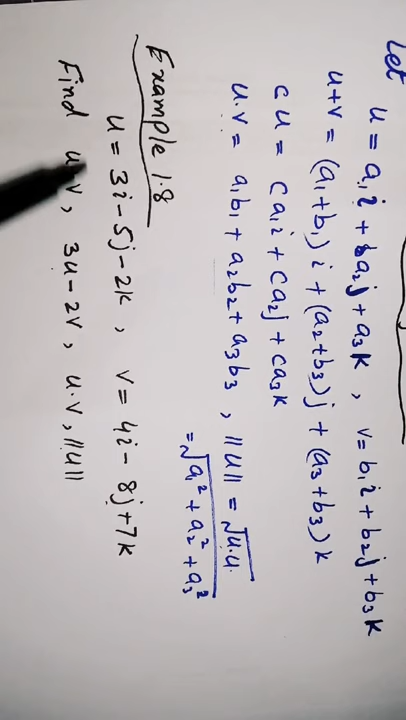 Let
u = a₁i + a₂j + a₃k , v = b₁i + b₂j + b₃k
u+v = (a₁+b₁)i + (a₂+b₃)j + (a₃+b₃)k
cu = ca₁i + ca₂j + ca₃k
u·v = a₁b₁ + a₂b₂ + a₃b₃ , ||u|| = √u·u.
= √a₁² + a₂² + a₃²
Example 1.8
u = 3i - 5j - 2k , v = 4i - 8j + 7k
Find v, 3u - 2v, u·v, ||u||